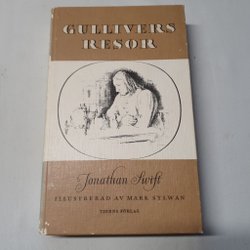 GULLIVERS
RESOR
Jonathan Swift
ILLUSTRERAD AV MARK SYLWAN
TIDENS FÖRLAG